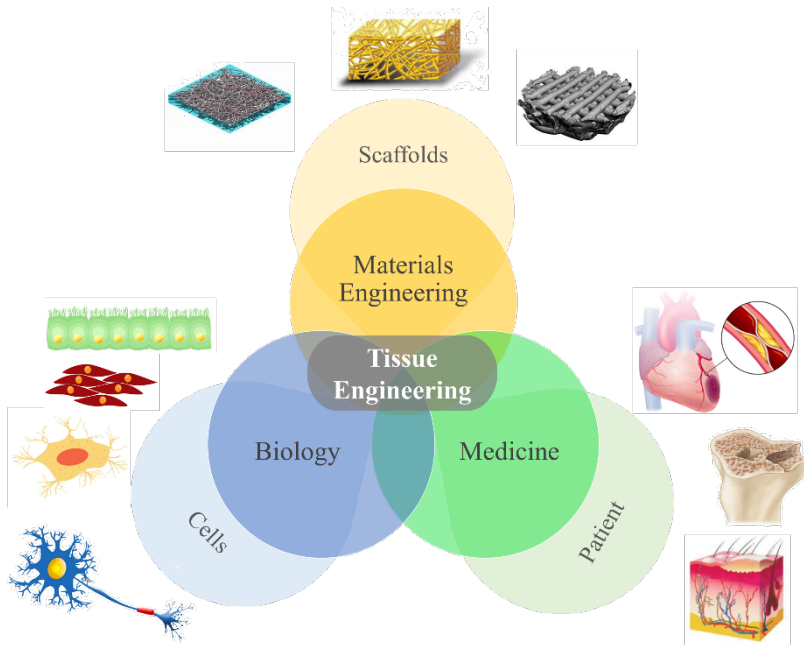 Scaffolds
Materials
Engineering
Tissue
Engineering
Biology
Medicine
Cells
Patient